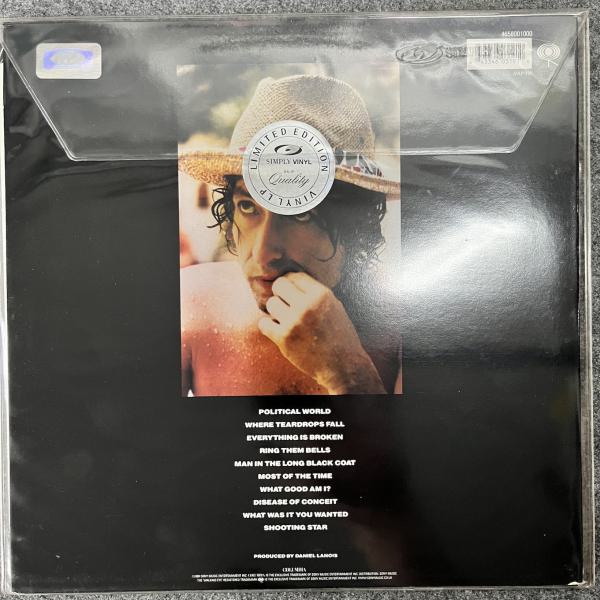 4658001000
LIMITED EDITION
SIMPLY VINYL
Quality
VINYL LP
POLITICAL WORLD
WHERE TEARDROPS FALL
EVERYTHING IS BROKEN
RING THEM BELLS
MAN IN THE LONG BLACK COAT
MOST OF THE TIME
WHAT GOOD AM I?
DISEASE OF CONCEIT
WHAT WAS IT YOU WANTED
SHOOTING STAR
PRODUCED BY DANIEL LANOIS
COLUMBIA